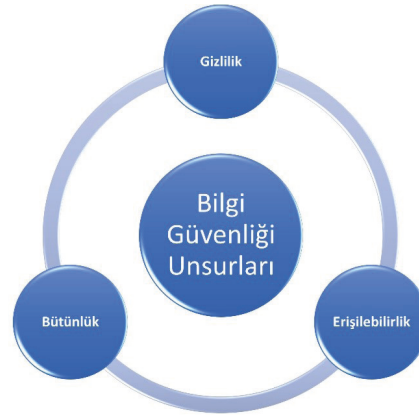 Gizlilik
Bilgi
Güvenliği
Unsurları
Bütünlük
Erişilebilirlik